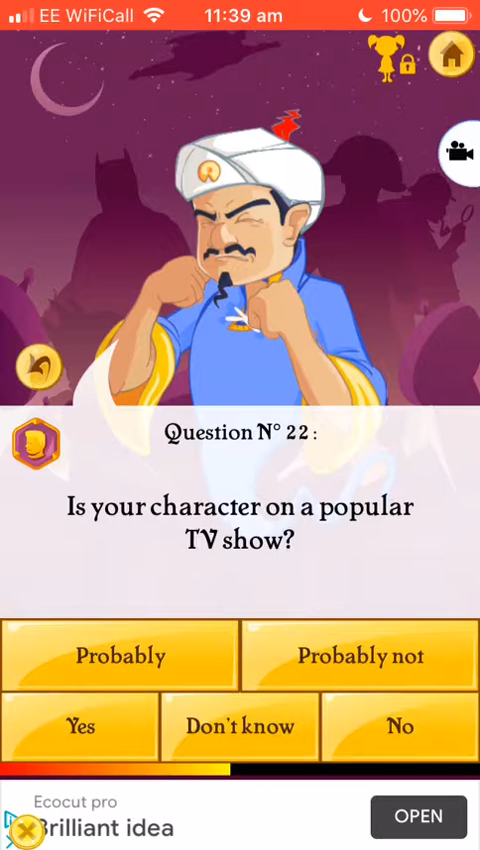 EE WiFiCall
11:39 am
100%
Question N° 22 :
Is your character on a popular
TV show?
Probably
Probably not
Yes
Don't know
No
Ecocut pro
Brilliant idea
OPEN